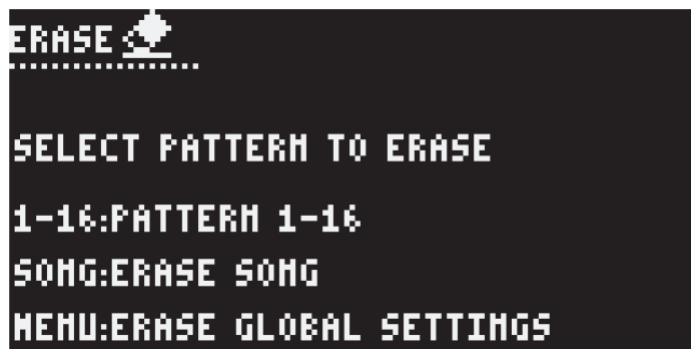 ERASE
SELECT PATTERN TO ERASE
1-16:PATTERN 1-16
SONG:ERASE SONG
MENU:ERASE GLOBAL SETTINGS